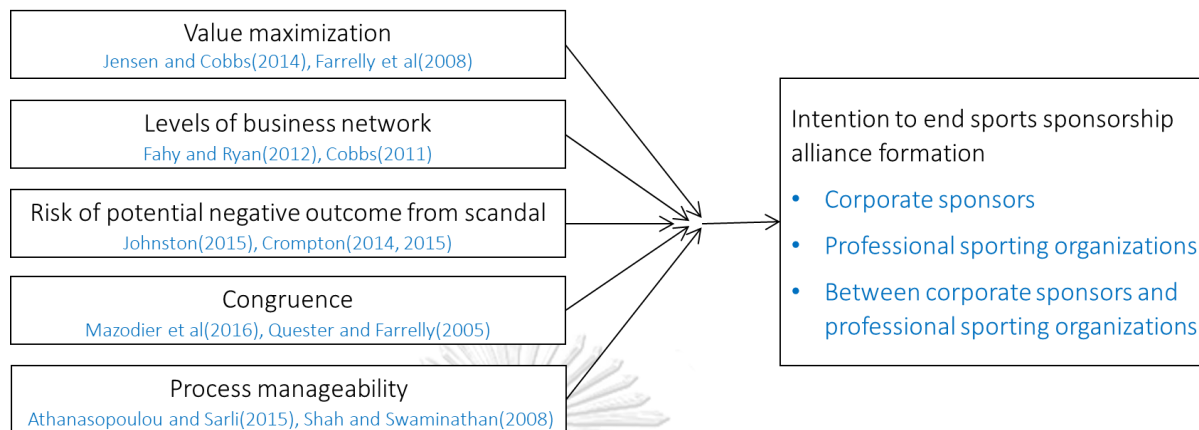 Value maximization
Jensen and Cobbs(2014), Farrelly et al(2008)
Levels of business network
Fahy and Ryan(2012), Cobbs(2011)
Risk of potential negative outcome from scandal
Johnston(2015), Crompton(2014, 2015)
Congruence
Mazodier et al(2016), Quester and Farrelly(2005)
Process manageability
Athanasopoulou and Sarli(2015), Shah and Swaminathan(2008)
Intention to end sports sponsorship
alliance formation
• Corporate sponsors
• Professional sporting organizations
• Between corporate sponsors and
professional sporting organizations